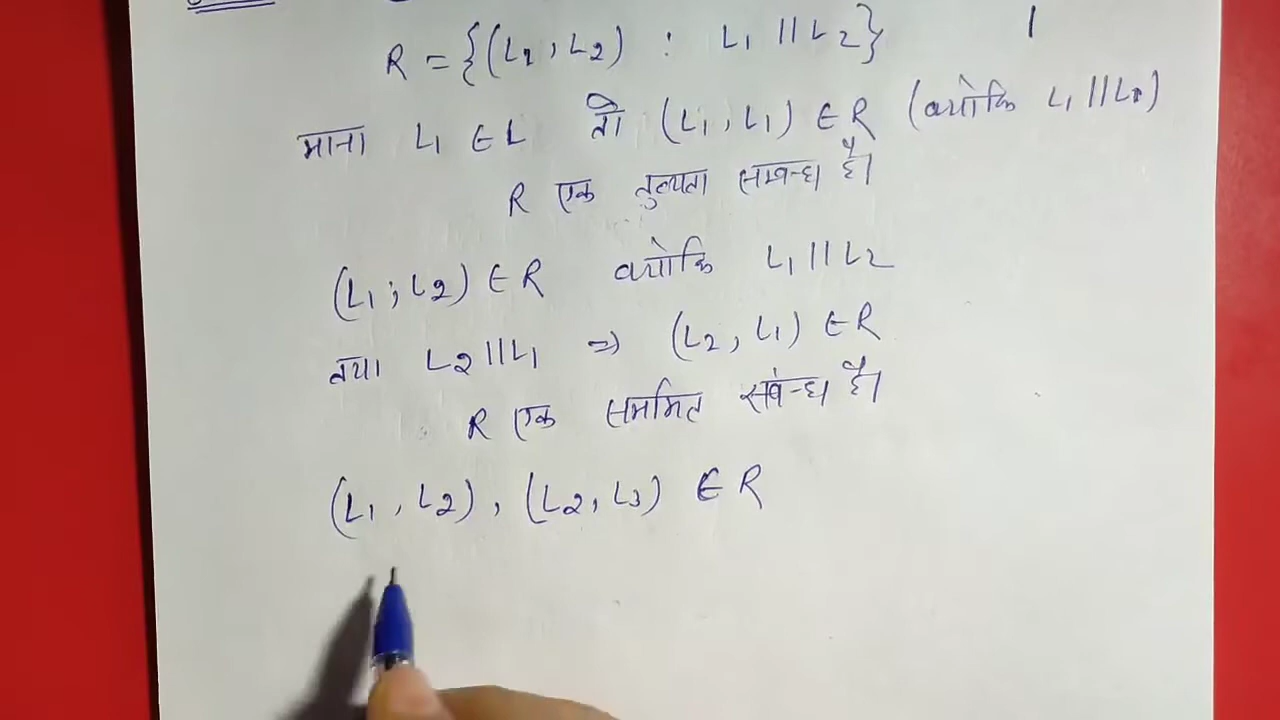 R = {(L₁, L₂) : L₁ || L₂}
माना L₁ ∈ L तो (L₁, L₁) ∈ R (क्योकि L₁ || L₁)
R एक तुल्यता सम्बन्ध है।
(L₁, L₂) ∈ R क्योकि L₁ || L₂
तथा L₂ || L₁ ⇒ (L₂, L₁) ∈ R
R एक सममित संबन्ध है।
(L₁, L₂), (L₂, L₃) ∈ R